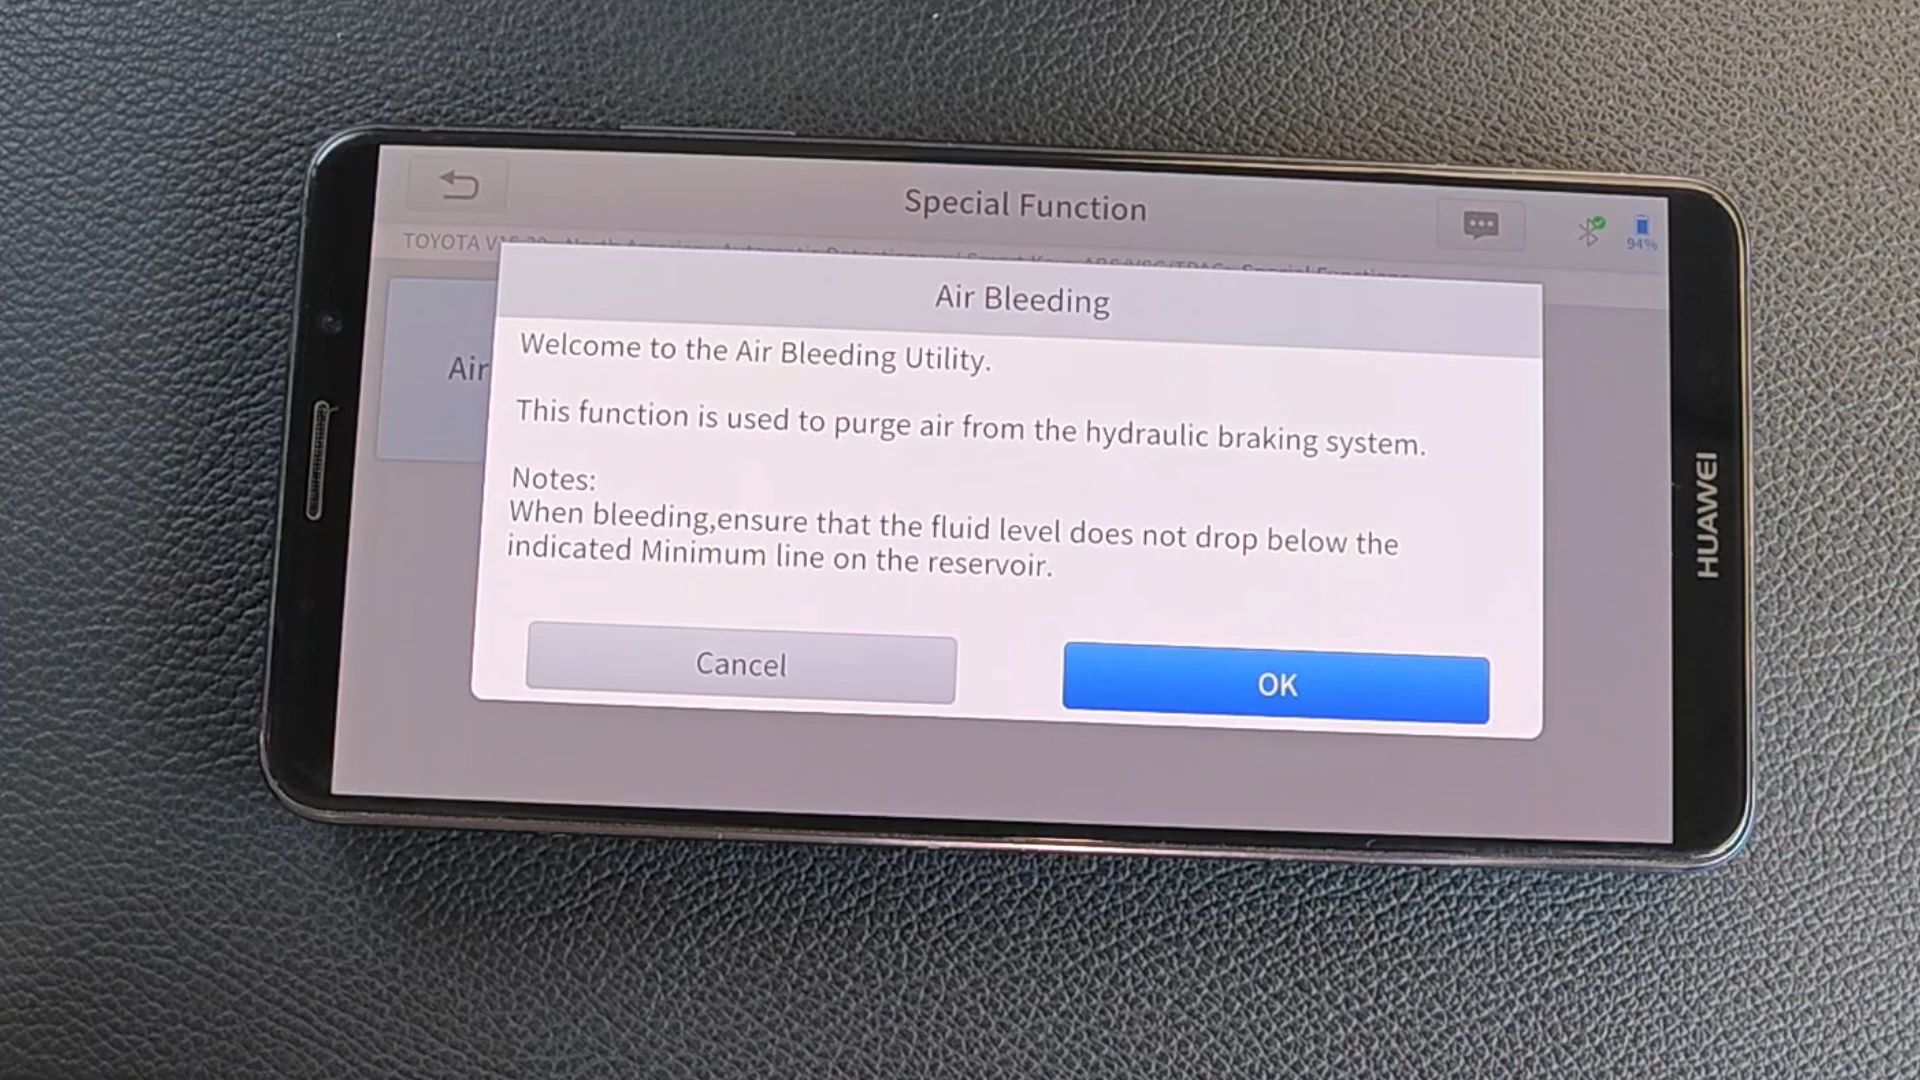 Special Function
94%
TOYOTA
Air Bleeding
Air
Welcome to the Air Bleeding Utility.
This function is used to purge air from the hydraulic braking system.
Notes:
When bleeding,ensure that the fluid level does not drop below the
indicated Minimum line on the reservoir.
Cancel
OK
HUAWEI